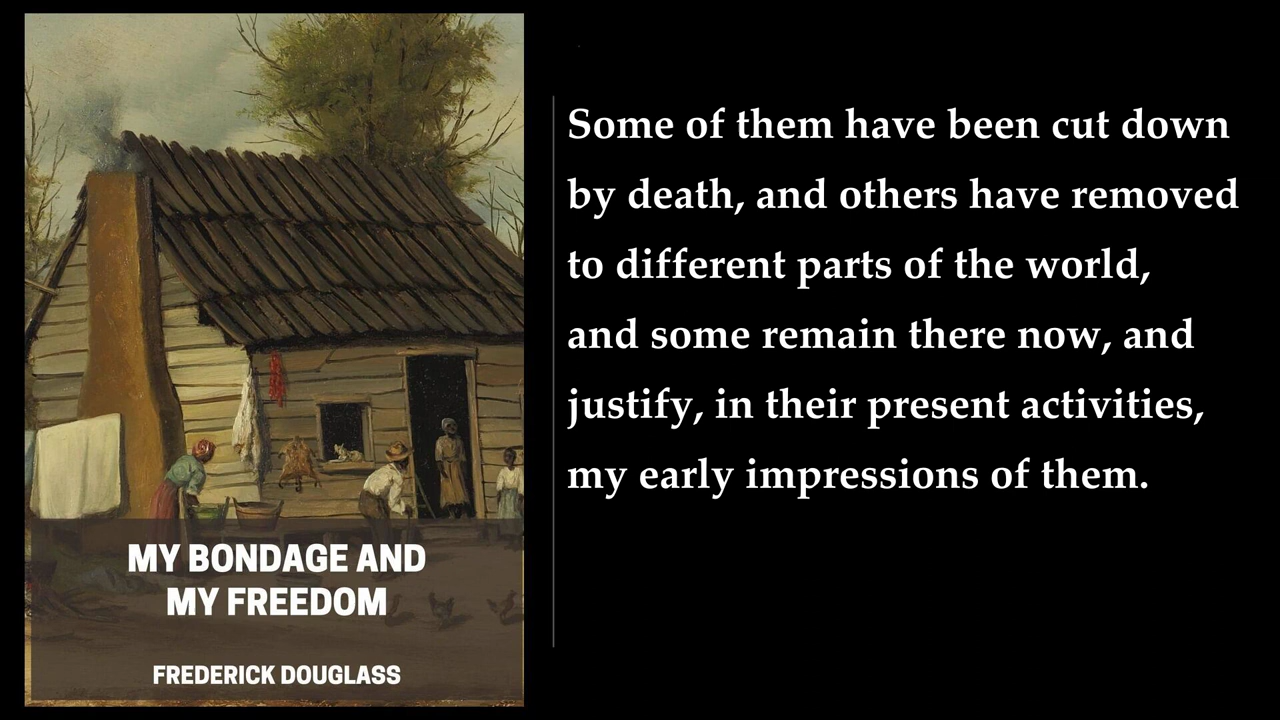 MY BONDAGE AND
MY FREEDOM
FREDERICK DOUGLASS
Some of them have been cut down
by death, and others have removed
to different parts of the world,
and some remain there now, and
justify, in their present activities,
my early impressions of them.